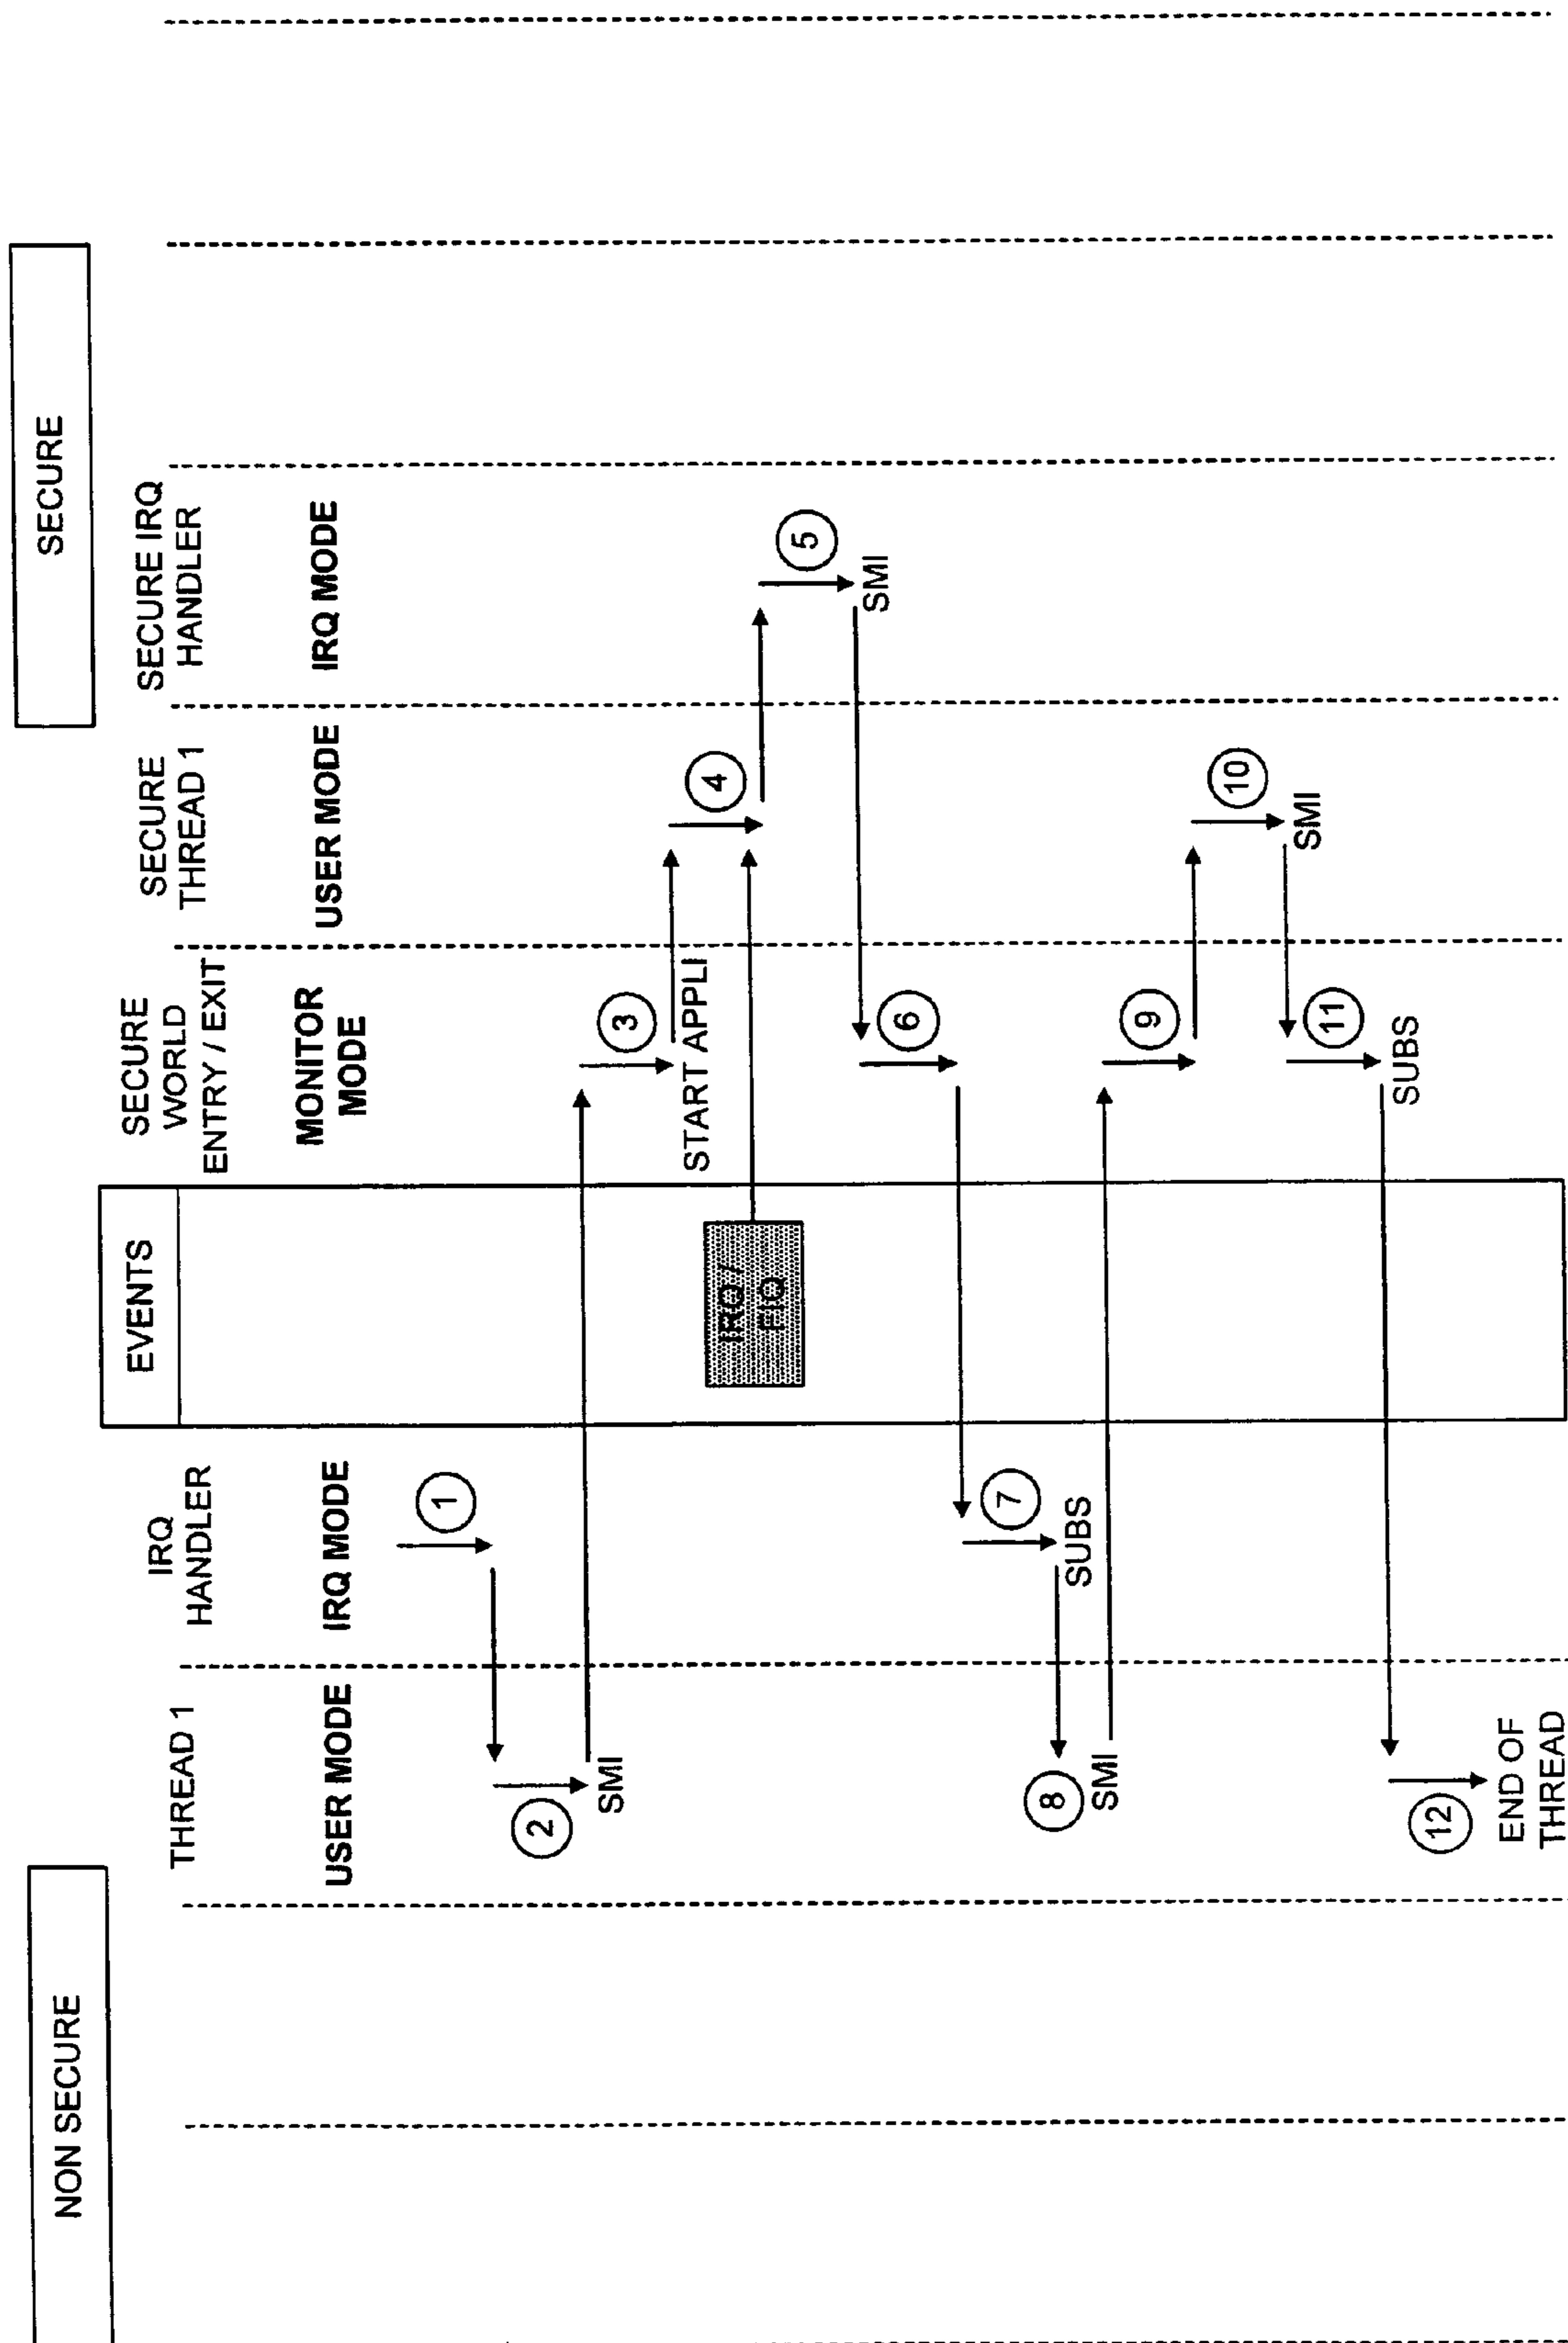 NON SECURE
SECURE
THREAD 1
IRQ
HANDLER
EVENTS
SECURE
WORLD
ENTRY / EXIT
SECURE
THREAD 1
SECURE IRQ
HANDLER
USER MODE
IRQ MODE
MONITOR
MODE
USER MODE
IRQ MODE
1
2
SMI
3
START APPLI
4
IRQ /
FIQ
5
SMI
6
7
SUBS
8
SMI
9
10
SMI
11
SUBS
12
END OF
THREAD